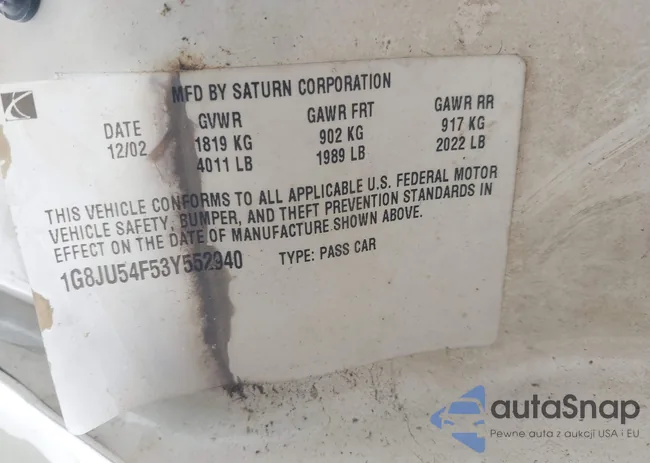 MFD BY SATURN CORPORATION
DATE GVWR GAWR FRT GAWR RR
12/02 1819 KG 902 KG 917 KG
4011 LB 1989 LB 2022 LB
THIS VEHICLE CONFORMS TO ALL APPLICABLE U.S. FEDERAL MOTOR
VEHICLE SAFETY, BUMPER, AND THEFT PREVENTION STANDARDS IN
EFFECT ON THE DATE OF MANUFACTURE SHOWN ABOVE.
1G8JU54F53Y552940 TYPE: PASS CAR
autaSnap
Pewne auta z aukcji USA i EU